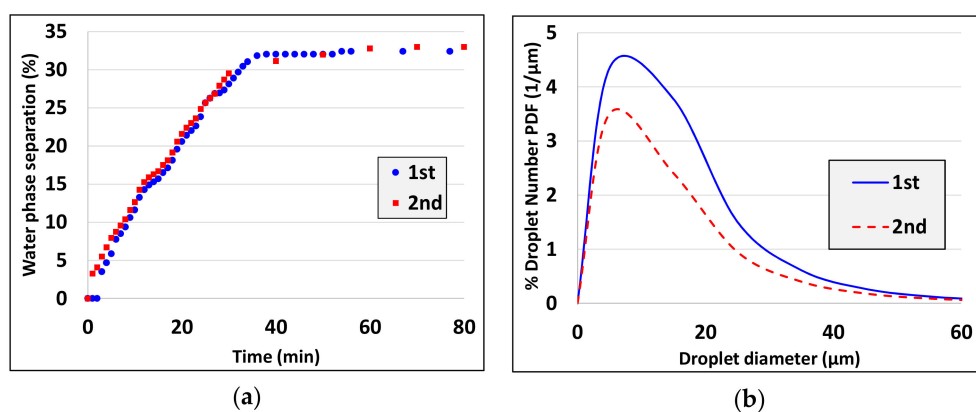 35
30
25
20
15
10
5
0
0 20 40 60 80
Water phase separation (%)
Time (min)
1st
2nd
(a)
5
4
3
2
1
0
0 20 40 60
% Droplet Number PDF (1/μm)
Droplet diameter (μm)
1st
2nd
(b)